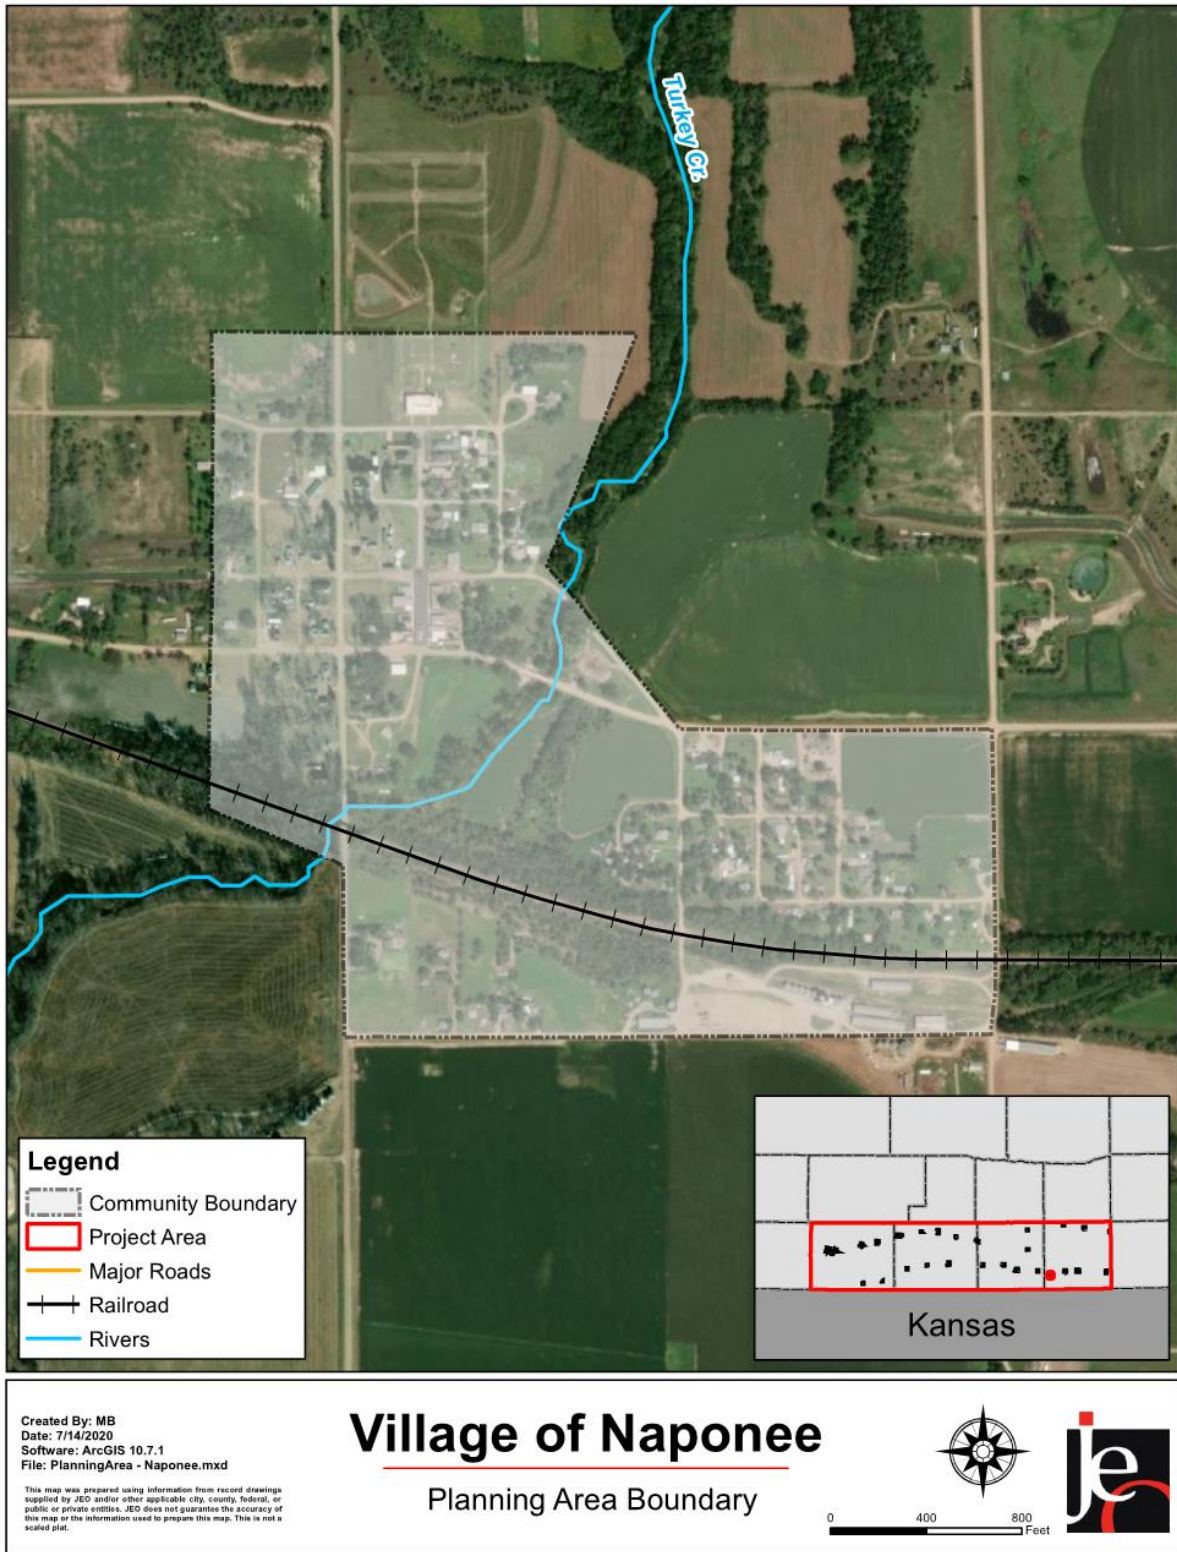 Turkey Cr.
Legend
Community Boundary
Project Area
Major Roads
Railroad
Rivers
Kansas
Created By: MB
Date: 7/14/2020
Software: ArcGIS 10.7.1
File: PlanningArea - Naponee.mxd
This map was prepared using information from record drawings
supplied by JEO and/or other applicable city, county, federal, or
public or private entities. JEO does not guarantee the accuracy of
this map or the information used to prepare this map. This is not a
scaled plat.
Village of Naponee
Planning Area Boundary
0 400 800
Feet
jeo